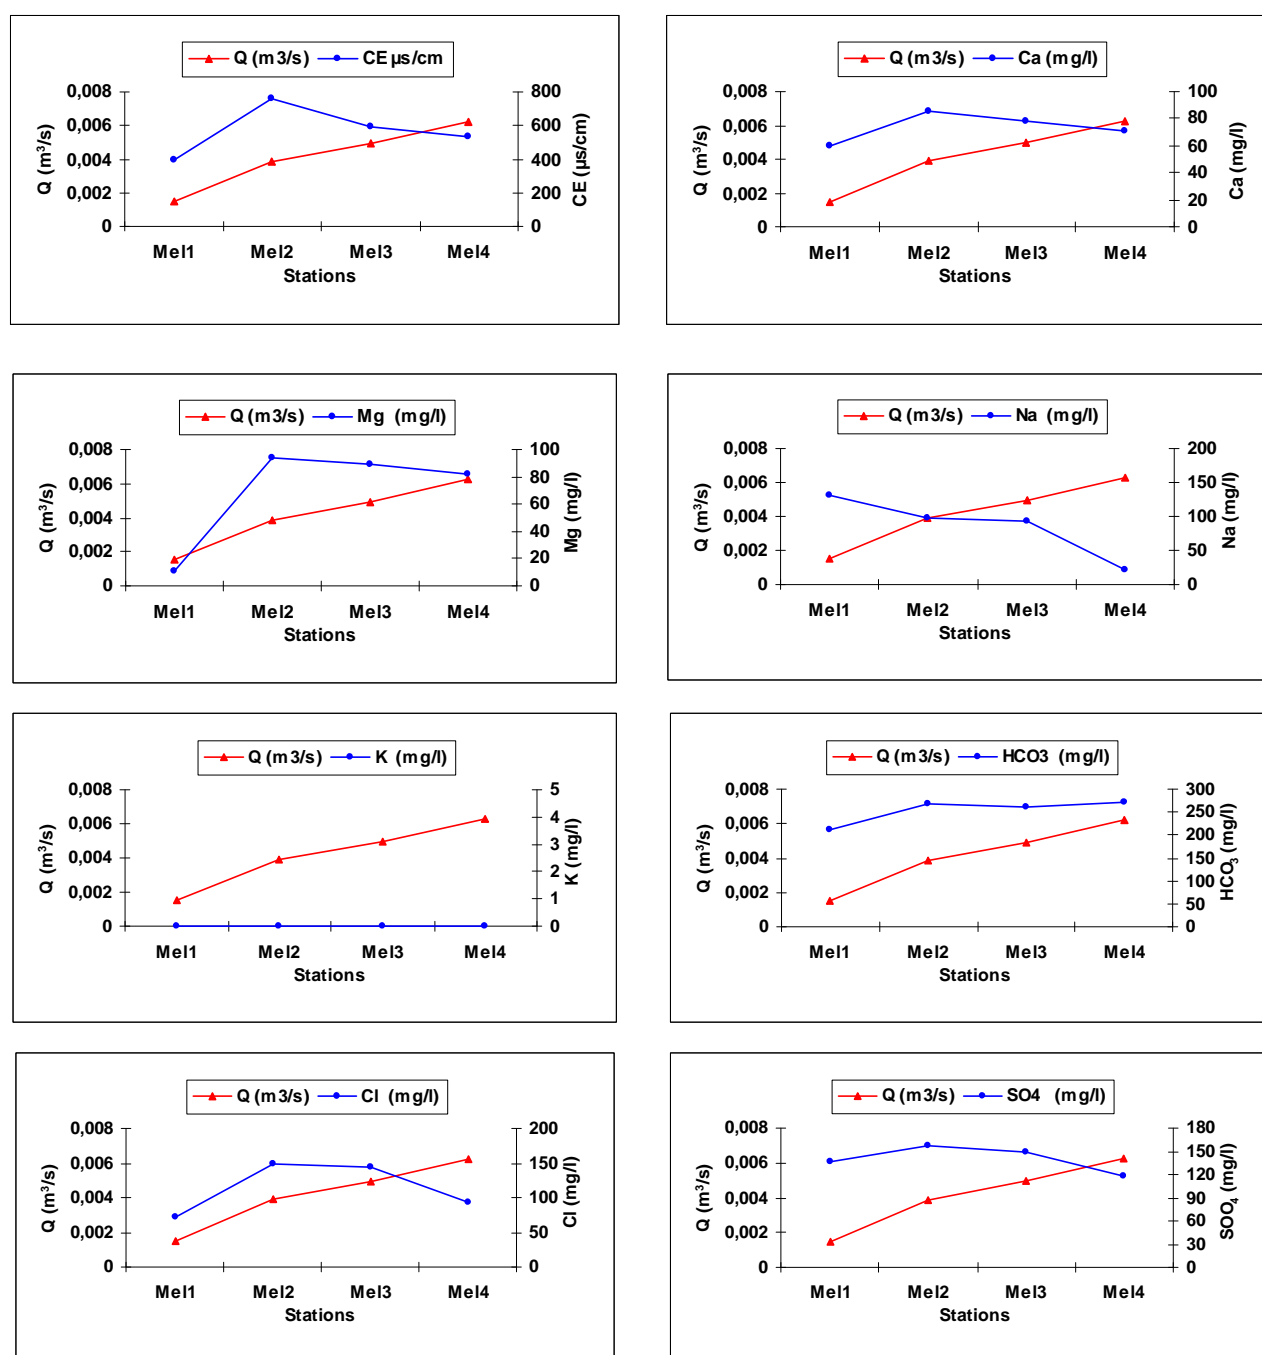 Q (m3/s) CE µs/cm
0,008
0,006
0,004
0,002
0
Q (m³/s)
800
600
400
200
0
CE (µs/cm)
Mel1 Mel2 Mel3 Mel4
Stations
Q (m3/s) Ca (mg/l)
0,008
0,006
0,004
0,002
0
Q (m³/s)
100
80
60
40
20
0
Ca (mg/l)
Mel1 Mel2 Mel3 Mel4
Stations
Q (m3/s) Mg (mg/l)
0,008
0,006
0,004
0,002
0
Q (m³/s)
100
80
60
40
20
0
Mg (mg/l)
Mel1 Mel2 Mel3 Mel4
Stations
Q (m3/s) Na (mg/l)
0,008
0,006
0,004
0,002
0
Q (m³/s)
200
150
100
50
0
Na (mg/l)
Mel1 Mel2 Mel3 Mel4
Stations
Q (m3/s) K (mg/l)
0,008
0,006
0,004
0,002
0
Q (m³/s)
5
4
3
2
1
0
K (mg/l)
Mel1 Mel2 Mel3 Mel4
Stations
Q (m3/s) HCO3 (mg/l)
0,008
0,006
0,004
0,002
0
Q (m³/s)
300
250
200
150
100
50
0
HCO₃ (mg/l)
Mel1 Mel2 Mel3 Mel4
Stations
Q (m3/s) Cl (mg/l)
0,008
0,006
0,004
0,002
0
Q (m³/s)
200
150
100
50
0
Cl (mg/l)
Mel1 Mel2 Mel3 Mel4
Stations
Q (m3/s) SO4 (mg/l)
0,008
0,006
0,004
0,002
0
Q (m³/s)
180
150
120
90
60
30
0
SOO₄ (mg/l)
Mel1 Mel2 Mel3 Mel4
Stations